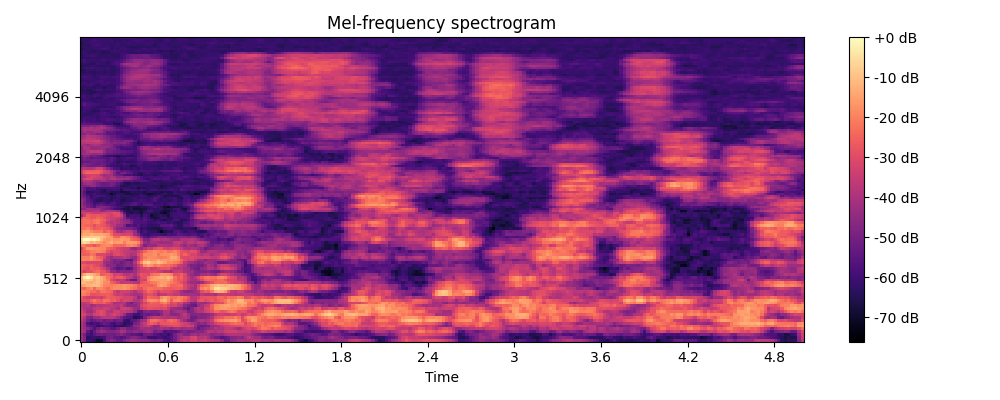 Mel-frequency spectrogram
+0 dB
-10 dB
4096
-20 dB
2048
-30 dB
Hz
1024
-40 dB
-50 dB
512
-60 dB
-70 dB
0
0 0.6 1.2 1.8 2.4 3 3.6 4.2 4.8
Time